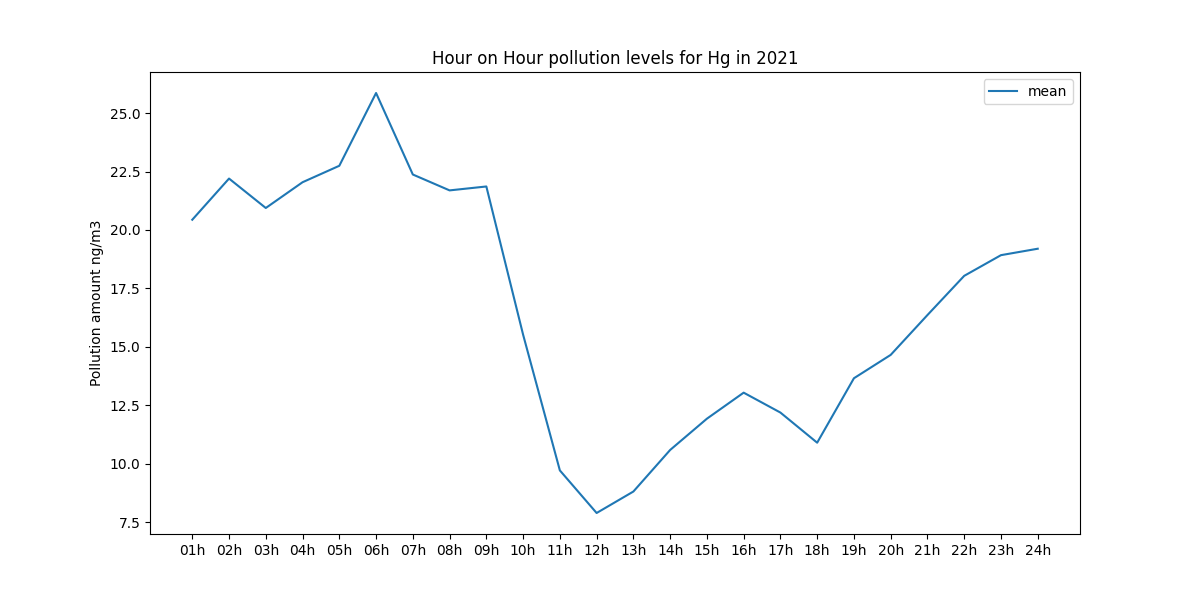 Hour on Hour pollution levels for Hg in 2021
mean
Pollution amount ng/m3
25.0
22.5
20.0
17.5
15.0
12.5
10.0
7.5
01h 02h 03h 04h 05h 06h 07h 08h 09h 10h 11h 12h 13h 14h 15h 16h 17h 18h 19h 20h 21h 22h 23h 24h